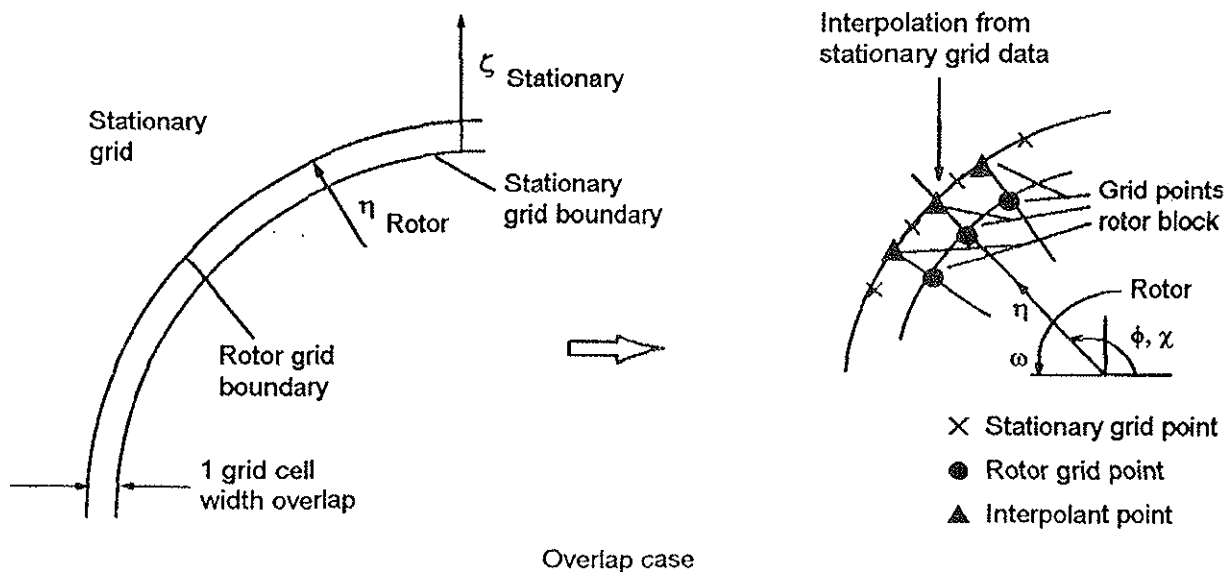 ζ
Stationary
Stationary
grid
η
Rotor
Stationary
grid boundary
Rotor grid
boundary
1 grid cell
width overlap
Interpolation from
stationary grid data
Grid points
rotor block
Rotor
η
ϕ, χ
ω
× Stationary grid point
● Rotor grid point
▲ Interpolant point
Overlap case